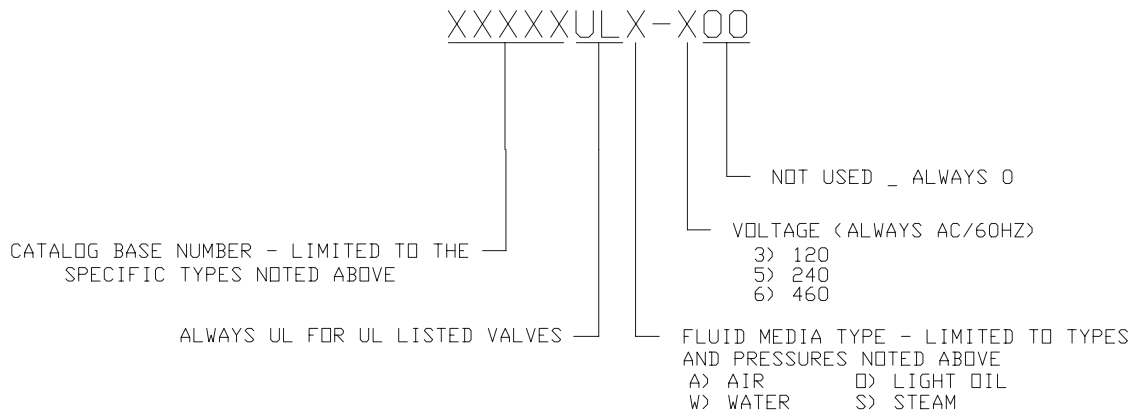 XXXXXULX-X00
NOT USED _ ALWAYS 0
VOLTAGE (ALWAYS AC/60HZ)
3) 120
5) 240
6) 460
CATALOG BASE NUMBER - LIMITED TO THE
SPECIFIC TYPES NOTED ABOVE
ALWAYS UL FOR UL LISTED VALVES
FLUID MEDIA TYPE - LIMITED TO TYPES
AND PRESSURES NOTED ABOVE
A) AIR O) LIGHT OIL
W) WATER S) STEAM